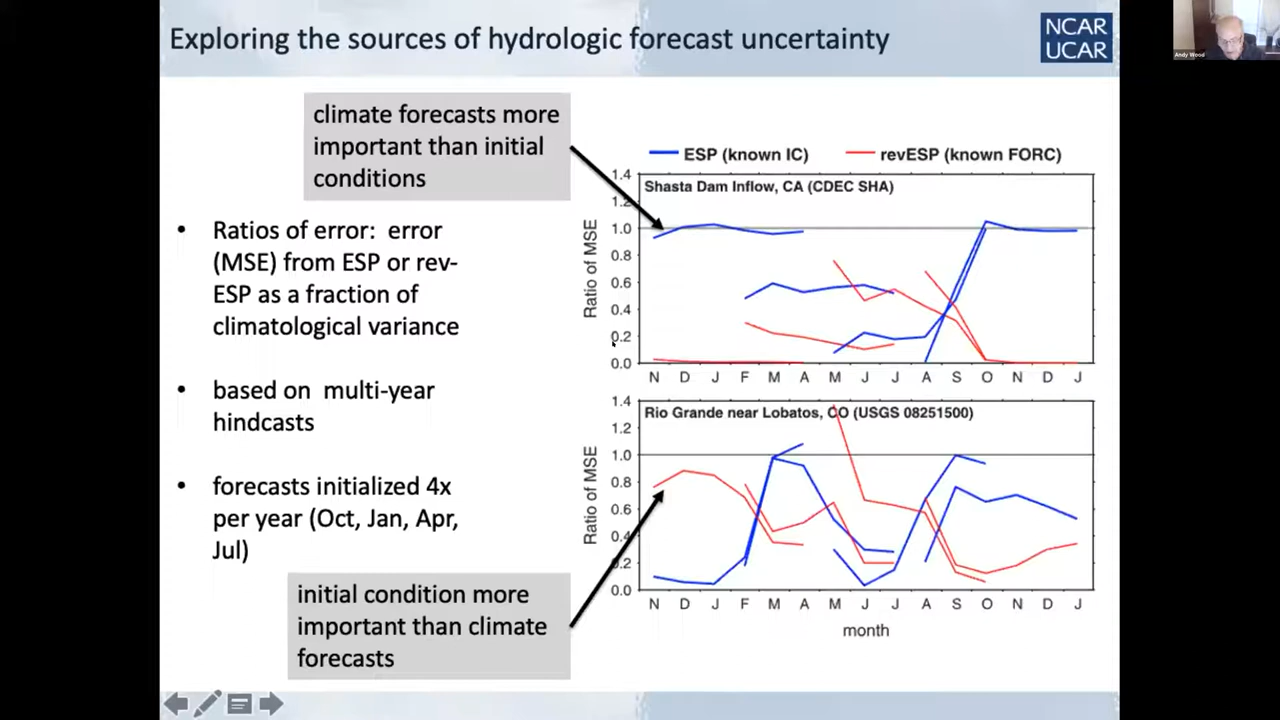 Exploring the sources of hydrologic forecast uncertainty
NCAR
UCAR
Andy Wood
climate forecasts more
important than initial
conditions
• Ratios of error: error
(MSE) from ESP or rev-
ESP as a fraction of
climatological variance
• based on multi-year
hindcasts
• forecasts initialized 4x
per year (Oct, Jan, Apr,
Jul)
initial condition more
important than climate
forecasts
ESP (known IC) revESP (known FORC)
Shasta Dam Inflow, CA (CDEC SHA)
Ratio of MSE
1.4
1.2
1.0
0.8
0.6
0.4
0.2
0.0
N D J F M A M J J A S O N D J
Rio Grande near Lobatos, CO (USGS 08251500)
Ratio of MSE
1.4
1.2
1.0
0.8
0.6
0.4
0.2
0.0
N D J F M A M J J A S O N D J
month